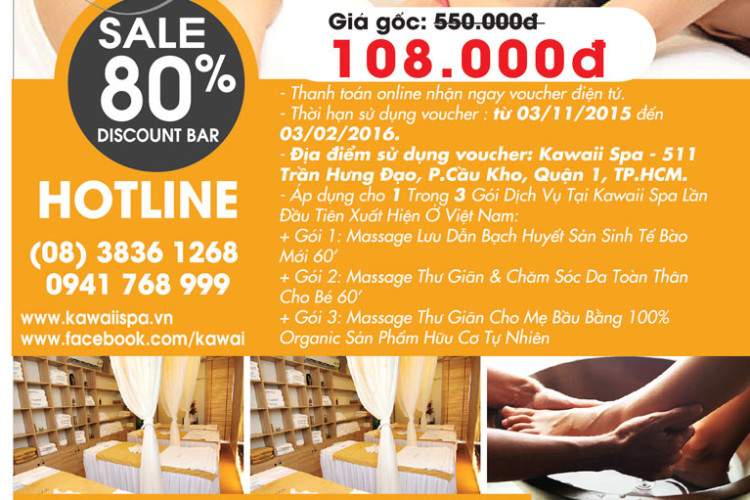 SALE
80%
DISCOUNT BAR
HOTLINE
(08) 3836 1268
0941 768 999
www.kawaiispa.vn
www.facebook.com/kawai
Giá gốc: 550.000đ
108.000đ
- Thanh toán online nhận ngay voucher điện tử.
- Thời hạn sử dụng voucher : từ 03/11/2015 đến
03/02/2016.
- Địa điểm sử dụng voucher: Kawaii Spa - 511
Trần Hưng Đạo, P.Cầu Kho, Quận 1, TP.HCM.
- Áp dụng cho 1 Trong 3 Gói Dịch Vụ Tại Kawaii Spa Lần
Đầu Tiên Xuất Hiện Ở Việt Nam:
+ Gói 1: Massage Lưu Dẫn Bạch Huyết Sản Sinh Tế Bào
Mới 60’
+ Gói 2: Massage Thư Giãn & Chăm Sóc Da Toàn Thân
Cho Bé 60’
+ Gói 3: Massage Thư Giãn Cho Mẹ Bầu Bằng 100%
Organic Sản Phẩm Hữu Cơ Tự Nhiên